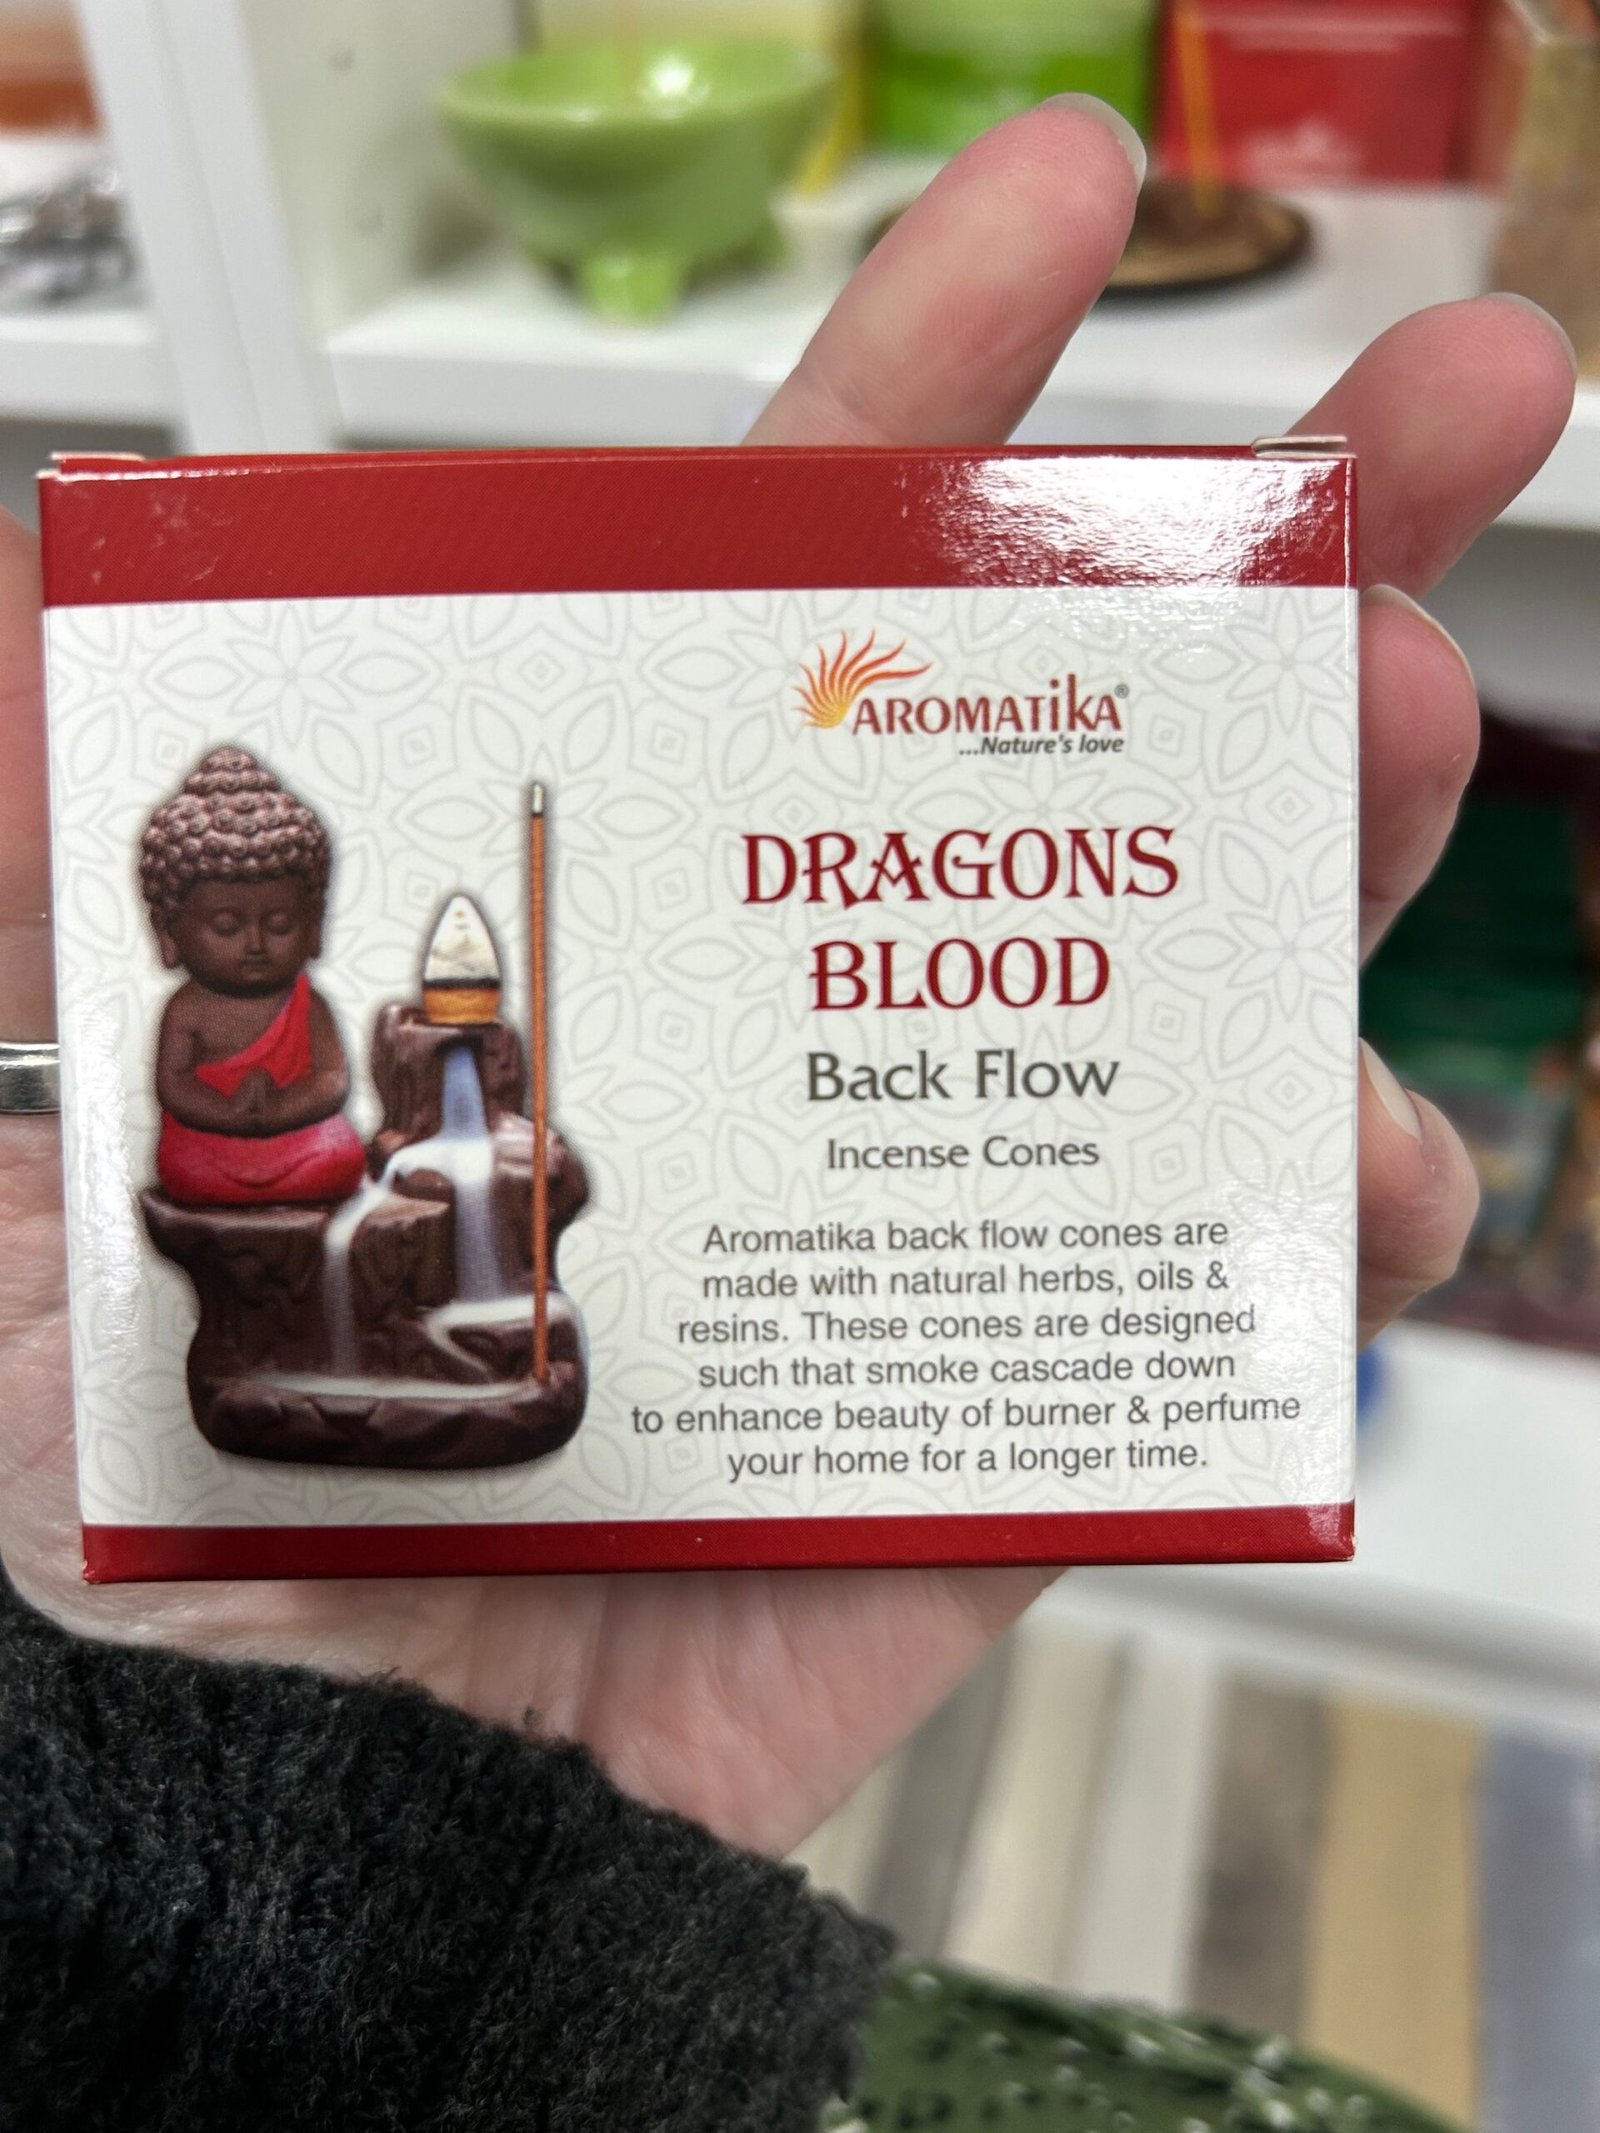 AROMATIKA®
...Nature's love
DRAGONS
BLOOD
Back Flow
Incense Cones
Aromatika back flow cones are
made with natural herbs, oils &
resins. These cones are designed
such that smoke cascade down
to enhance beauty of burner & perfume
your home for a longer time.